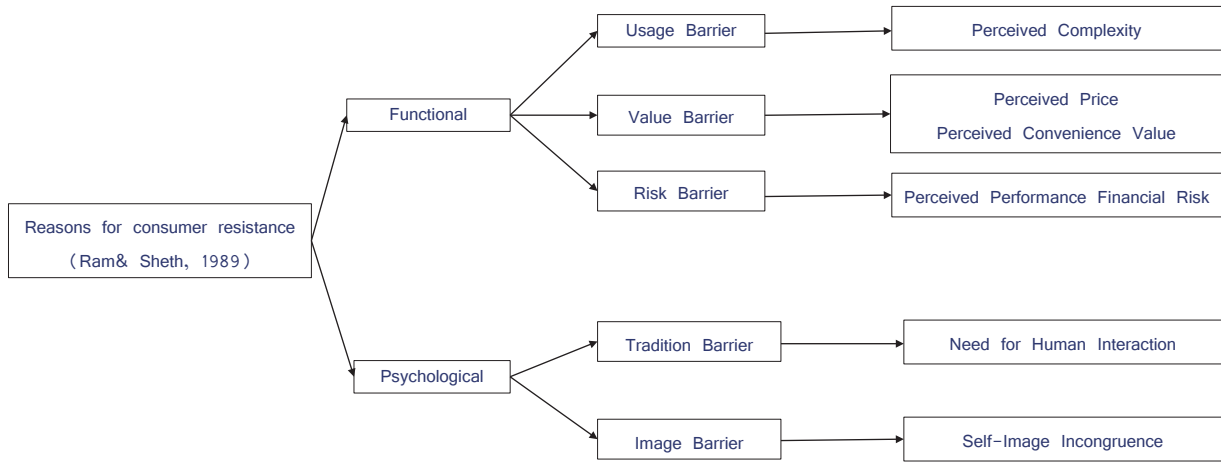 Usage Barrier
Perceived Complexity
Functional
Value Barrier
Perceived Price
Perceived Convenience Value
Risk Barrier
Perceived Performance Financial Risk
Reasons for consumer resistance
(Ram& Sheth, 1989)
Psychological
Tradition Barrier
Need for Human Interaction
Image Barrier
Self-Image Incongruence